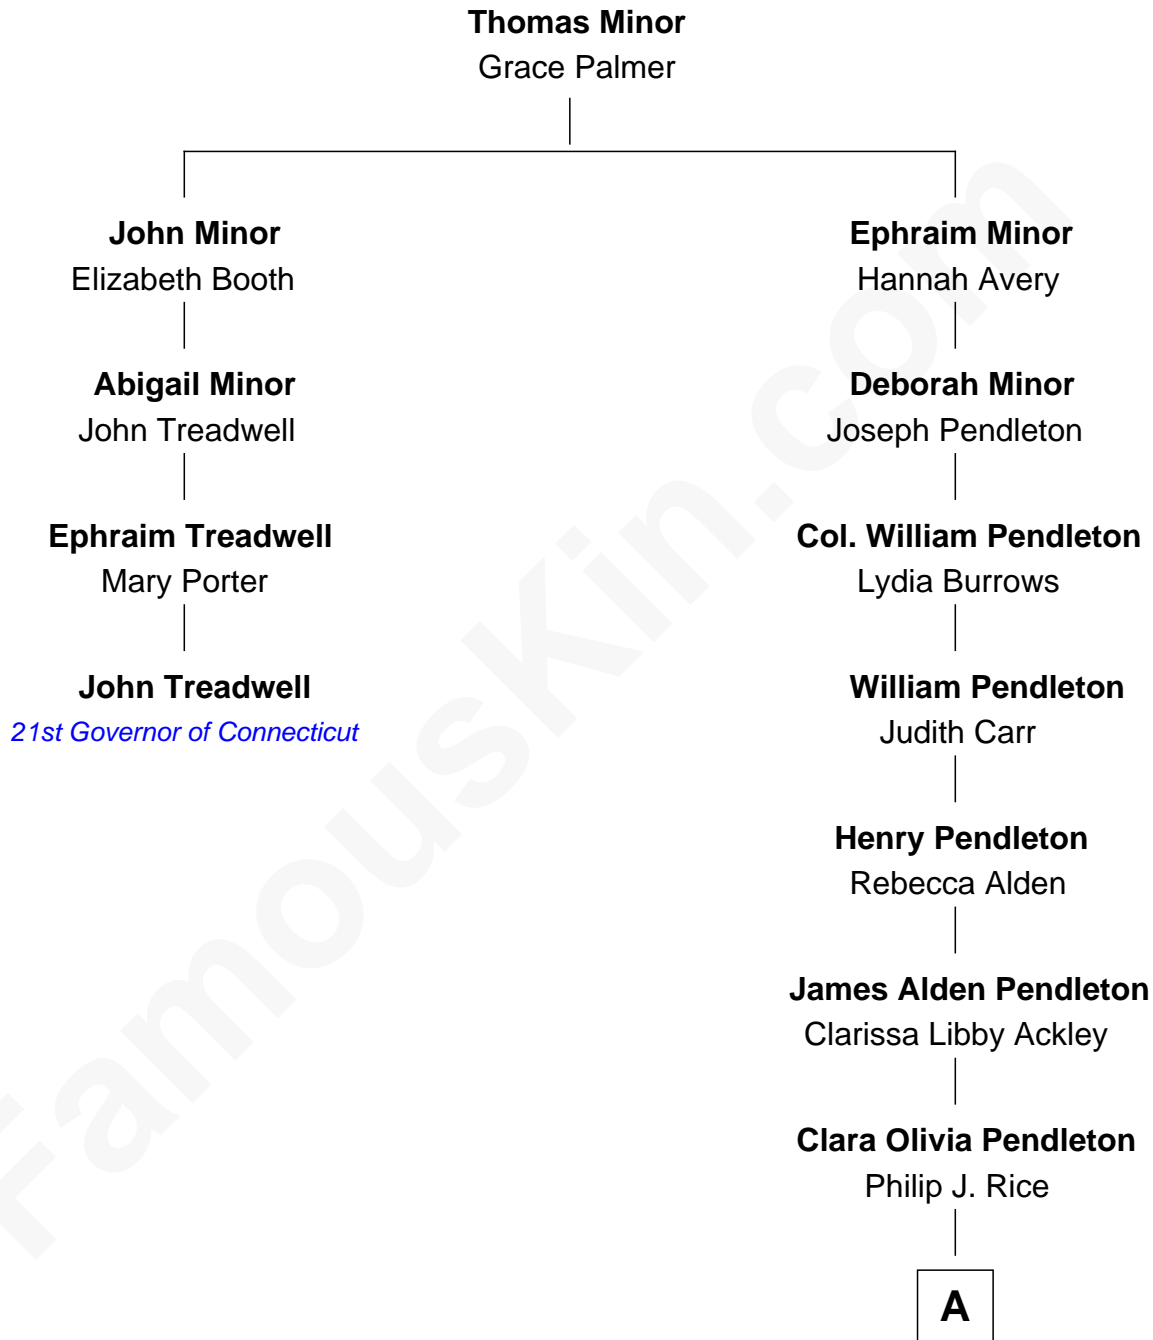 Thomas Minor
Grace Palmer
John Minor
Elizabeth Booth
Abigail Minor
John Treadwell
Ephraim Treadwell
Mary Porter
John Treadwell
21st Governor of Connecticut
Ephraim Minor
Hannah Avery
Deborah Minor
Joseph Pendleton
Col. William Pendleton
Lydia Burrows
William Pendleton
Judith Carr
Henry Pendleton
Rebecca Alden
James Alden Pendleton
Clarissa Libby Ackley
Clara Olivia Pendleton
Philip J. Rice
A
FamousKin.com